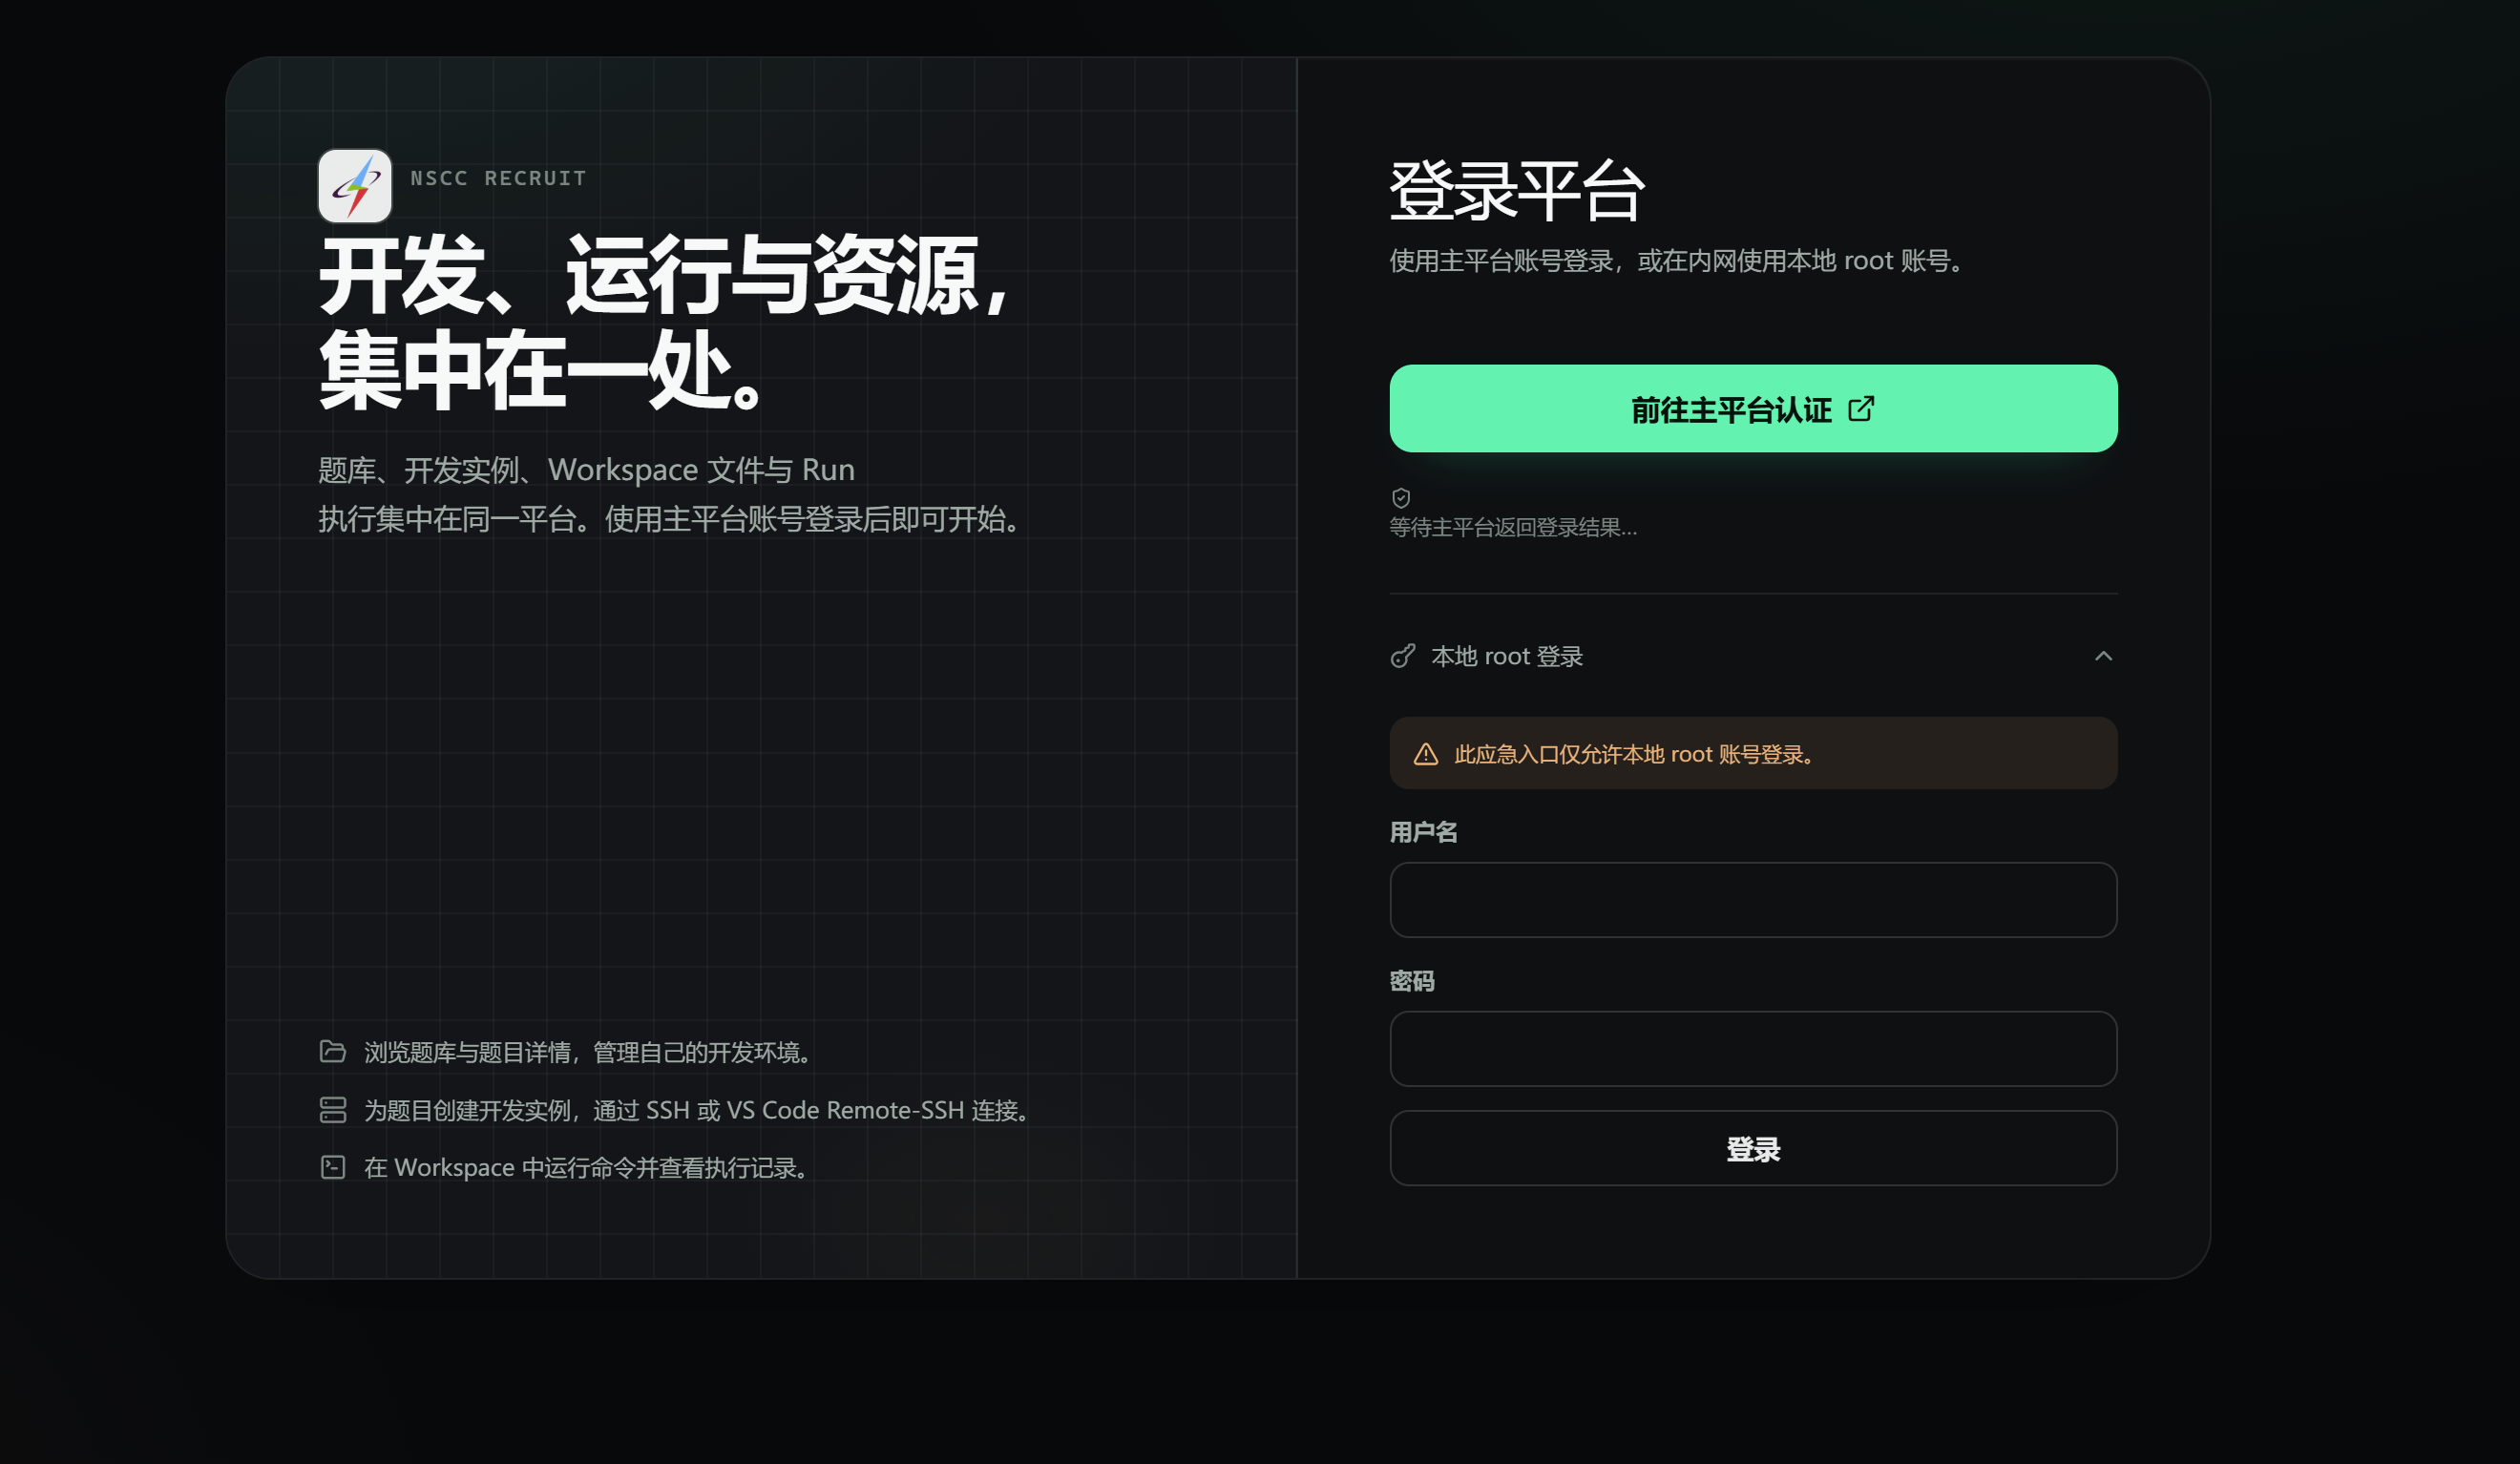 NSCC RECRUIT
开发、运行与资源，
集中在一处。
题库、开发实例、Workspace 文件与 Run
执行集中在同一平台。使用主平台账号登录后即可开始。
浏览题库与题目详情，管理自己的开发环境。
为题目创建开发实例，通过 SSH 或 VS Code Remote-SSH 连接。
在 Workspace 中运行命令并查看执行记录。
登录平台
使用主平台账号登录，或在内网使用本地 root 账号。
前往主平台认证
等待主平台返回登录结果...
本地 root 登录
此应急入口仅允许本地 root 账号登录。
用户名
密码
登录